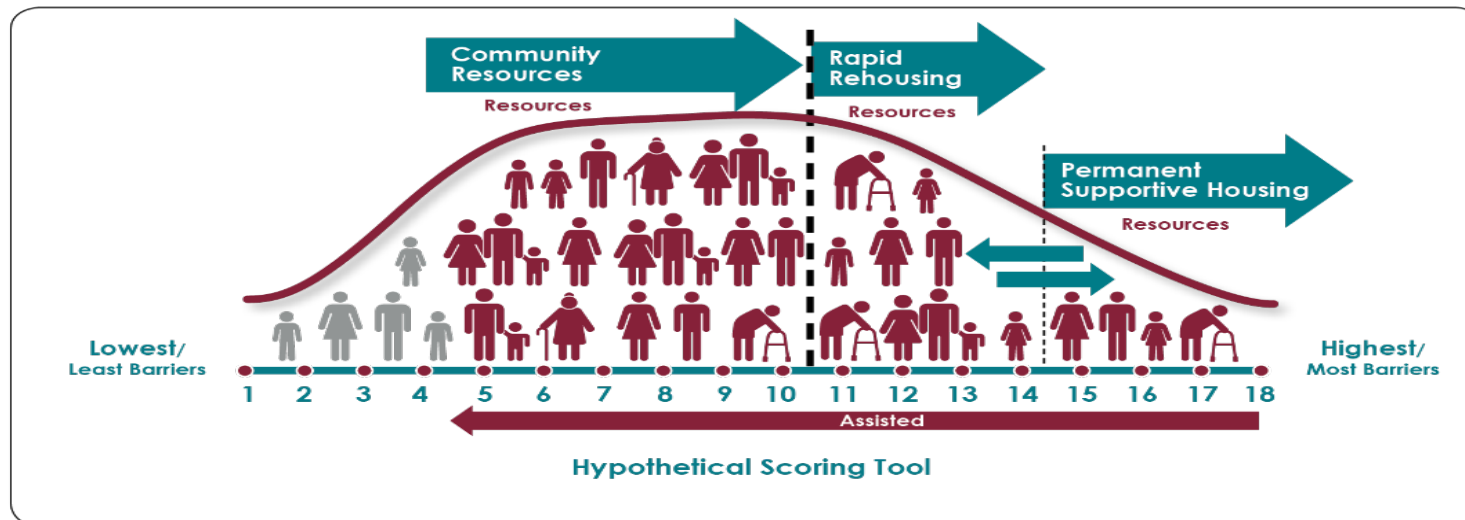 Community
Resources
Resources
Rapid
Rehousing
Resources
Permanent
Supportive Housing
Resources
Lowest/
Least Barriers
Highest/
Most Barriers
1 2 3 4 5 6 7 8 9 10 11 12 13 14 15 16 17 18
Assisted
Hypothetical Scoring Tool